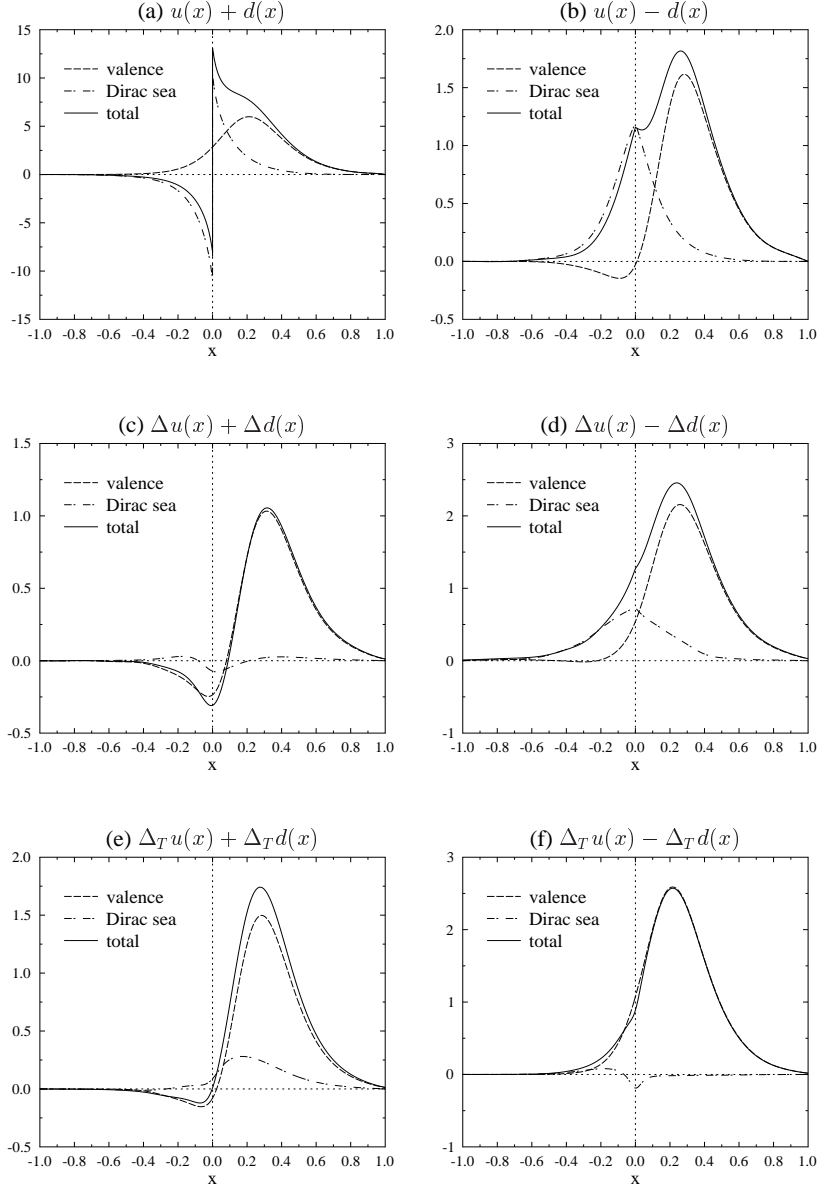 (a) u(x) + d(x)
15
10
5
0
-5
-10
-15
valence
Dirac sea
total
-1.0 -0.8 -0.6 -0.4 -0.2 0.0 0.2 0.4 0.6 0.8 1.0
x
(b) u(x) − d(x)
2.0
1.5
1.0
0.5
0.0
-0.5
valence
Dirac sea
total
-1.0 -0.8 -0.6 -0.4 -0.2 0.0 0.2 0.4 0.6 0.8 1.0
x
(c) Δu(x) + Δd(x)
1.5
1.0
0.5
0.0
-0.5
valence
Dirac sea
total
-1.0 -0.8 -0.6 -0.4 -0.2 0.0 0.2 0.4 0.6 0.8 1.0
x
(d) Δu(x) − Δd(x)
3
2
1
0
-1
valence
Dirac sea
total
-1.0 -0.8 -0.6 -0.4 -0.2 0.0 0.2 0.4 0.6 0.8 1.0
x
(e) Δ_T u(x) + Δ_T d(x)
2.0
1.5
1.0
0.5
0.0
-0.5
valence
Dirac sea
total
-1.0 -0.8 -0.6 -0.4 -0.2 0.0 0.2 0.4 0.6 0.8 1.0
x
(f) Δ_T u(x) − Δ_T d(x)
3
2
1
0
-1
valence
Dirac sea
total
-1.0 -0.8 -0.6 -0.4 -0.2 0.0 0.2 0.4 0.6 0.8 1.0
x